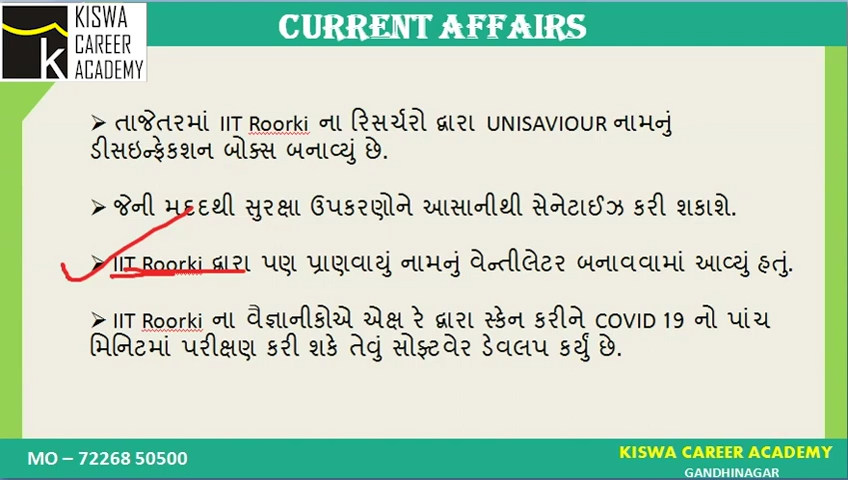 KISWA
CAREER
ACADEMY
k
CURRENT AFFAIRS
➢ તાજેતરમાં IIT Roorki ના રિસર્ચરો દ્વારા UNISAVIOUR નામનું
ડીસઇન્ફ્રેકશન બોક્સ બનાવ્યું છે.
➢ જેની મદદથી સુરક્ષા ઉપકરણોને આસાનીથી સેનેટાઈઝ કરી શકાશે.
➢ IIT Roorki દ્વારા પણ પ્રાણવાયું નામનું વેન્તીલેટર બનાવવામાં આવ્યું હતું.
➢ IIT Roorki ના વૈજ્ઞાનીકોએ એક્ષ રે દ્વારા સ્કેન કરીને COVID 19 નો પાંચ
મિનિટમાં પરીક્ષણ કરી શકે તેવું સોફ્ટવેર ડેવલપ કર્યું છે.
MO – 72268 50500
KISWA CAREER ACADEMY
GANDHINAGAR